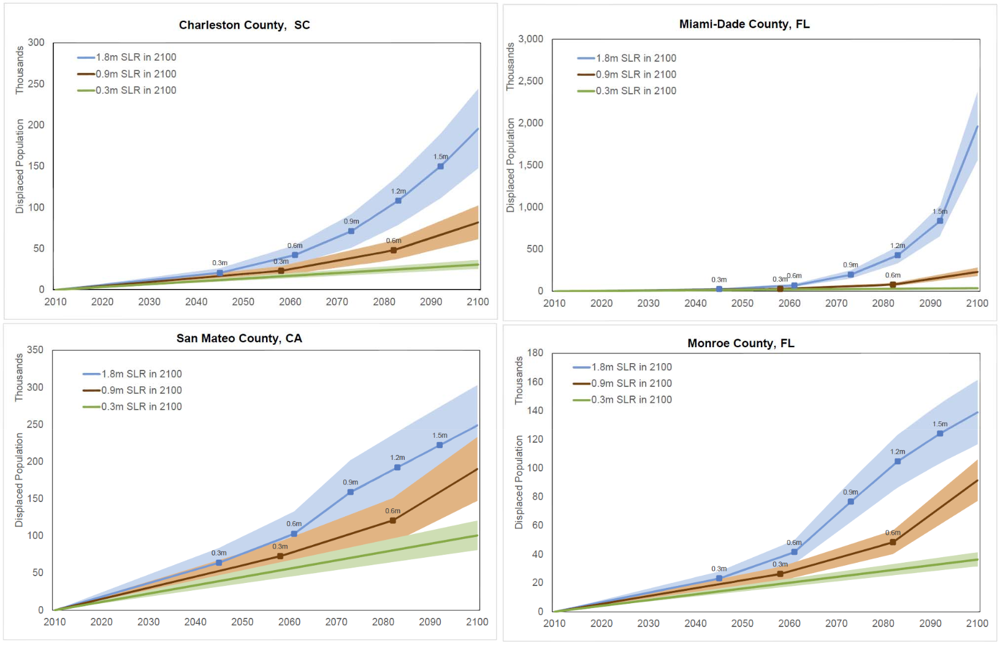 Charleston County,  SC
Thousands
Displaced Population
300
250
200
150
100
50
0
1.8m SLR in 2100
0.9m SLR in 2100
0.3m SLR in 2100
1.5m
1.2m
0.9m
0.6m
0.6m
0.3m
0.3m
2010 2020 2030 2040 2050 2060 2070 2080 2090 2100
Miami-Dade County, FL
Thousands
Displaced Population
3,000
2,500
2,000
1,500
1,000
500
0
1.8m SLR in 2100
0.9m SLR in 2100
0.3m SLR in 2100
1.5m
1.2m
0.9m
0.6m
0.3m
0.3m
0.6m
2010 2020 2030 2040 2050 2060 2070 2080 2090 2100
San Mateo County, CA
Thousands
Displaced Population
350
300
250
200
150
100
50
0
1.8m SLR in 2100
0.9m SLR in 2100
0.3m SLR in 2100
1.5m
1.2m
0.9m
0.6m
0.6m
0.3m
0.3m
2010 2020 2030 2040 2050 2060 2070 2080 2090 2100
Monroe County, FL
Thousands
Displaced Population
180
160
140
120
100
80
60
40
20
0
1.8m SLR in 2100
0.9m SLR in 2100
0.3m SLR in 2100
1.5m
1.2m
0.9m
0.6m
0.6m
0.3m
0.3m
2010 2020 2030 2040 2050 2060 2070 2080 2090 2100